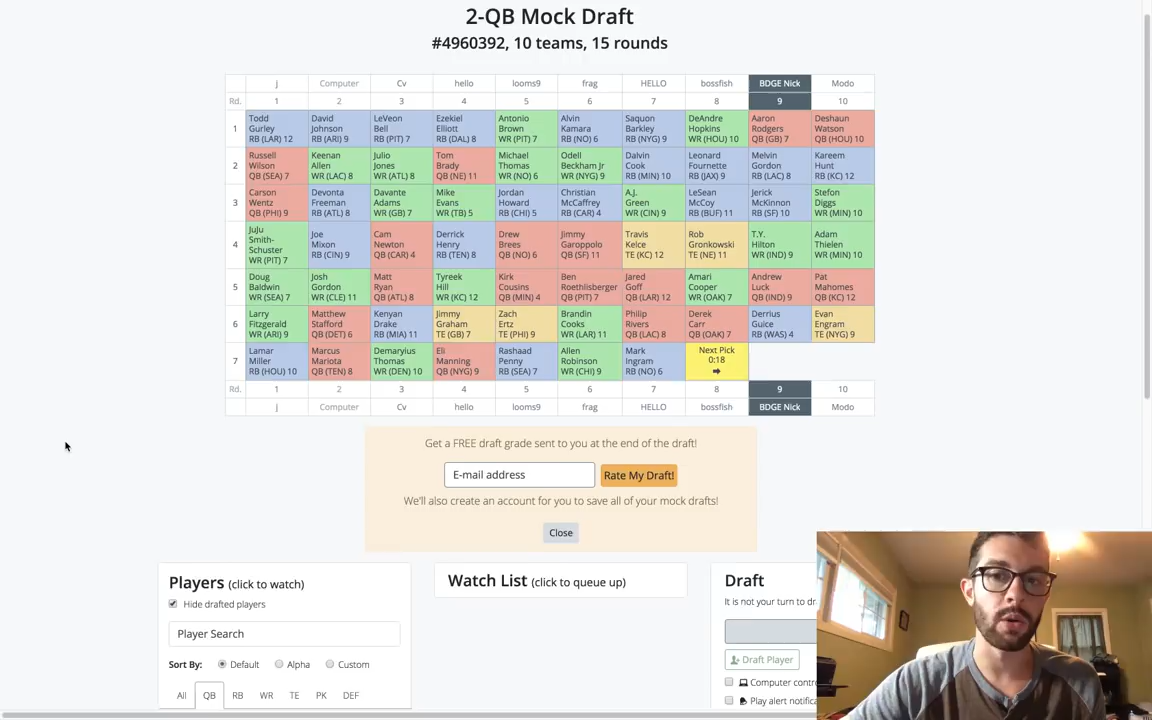 2-QB Mock Draft
#4960392, 10 teams, 15 rounds
j Computer Cv hello looms9 frag HELLO bossfish BDGE Nick Modo
Rd. 1 2 3 4 5 6 7 8 9 10
1 Todd Gurley RB (LAR) 12 David Johnson RB (ARI) 9 LeVeon Bell RB (PIT) 7 Ezekiel Elliott RB (DAL) 8 Antonio Brown WR (PIT) 7 Alvin Kamara RB (NO) 6 Saquon Barkley RB (NYG) 9 DeAndre Hopkins WR (HOU) 10 Aaron Rodgers QB (GB) 7 Deshaun Watson QB (HOU) 10
2 Russell Wilson QB (SEA) 7 Keenan Allen WR (LAC) 8 Julio Jones WR (ATL) 8 Tom Brady QB (NE) 11 Michael Thomas WR (NO) 6 Odell Beckham Jr WR (NYG) 9 Dalvin Cook RB (MIN) 10 Leonard Fournette RB (JAX) 9 Melvin Gordon RB (LAC) 8 Kareem Hunt RB (KC) 12
3 Carson Wentz QB (PHI) 9 Devonta Freeman RB (ATL) 8 Davante Adams WR (GB) 7 Mike Evans WR (TB) 5 Jordan Howard RB (CHI) 5 Christian McCaffrey RB (CAR) 4 A.J. Green WR (CIN) 9 LeSean McCoy RB (BUF) 11 Jerick McKinnon RB (SF) 10 Stefon Diggs WR (MIN) 10
4 JuJu Smith-Schuster WR (PIT) 7 Joe Mixon RB (CIN) 9 Cam Newton QB (CAR) 4 Derrick Henry RB (TEN) 8 Drew Brees QB (NO) 6 Jimmy Garoppolo QB (SF) 11 Travis Kelce TE (KC) 12 Rob Gronkowski TE (NE) 11 T.Y. Hilton WR (IND) 9 Adam Thielen WR (MIN) 10
5 Doug Baldwin WR (SEA) 7 Josh Gordon WR (CLE) 11 Matt Ryan QB (ATL) 8 Tyreek Hill WR (KC) 12 Kirk Cousins QB (MIN) 4 Ben Roethlisberger QB (PIT) 7 Jared Goff QB (LAR) 12 Amari Cooper WR (OAK) 7 Andrew Luck QB (IND) 9 Pat Mahomes QB (KC) 12
6 Larry Fitzgerald WR (ARI) 9 Matthew Stafford QB (DET) 6 Kenyan Drake RB (MIA) 11 Jimmy Graham TE (GB) 7 Zach Ertz TE (PHI) 9 Brandin Cooks WR (LAR) 11 Philip Rivers QB (LAC) 8 Derek Carr QB (OAK) 7 Derrius Guice RB (WAS) 4 Evan Engram TE (NYG) 9
7 Lamar Miller RB (HOU) 10 Marcus Mariota QB (TEN) 8 Demaryius Thomas WR (DEN) 10 Eli Manning QB (NYG) 9 Rashaad Penny RB (SEA) 7 Allen Robinson WR (CHI) 9 Mark Ingram RB (NO) 6 Next Pick 0:18
Rd. 1 2 3 4 5 6 7 8 9 10
j Computer Cv hello looms9 frag HELLO bossfish BDGE Nick Modo
Get a FREE draft grade sent to you at the end of the draft!
E-mail address Rate My Draft!
We'll also create an account for you to save all of your mock drafts!
Close
Players (click to watch) Watch List (click to queue up) Draft
Hide drafted players It is not your turn to
Player Search
Sort By: Default Alpha Custom Draft Player
Computer
All QB RB WR TE PK DEF Play alert